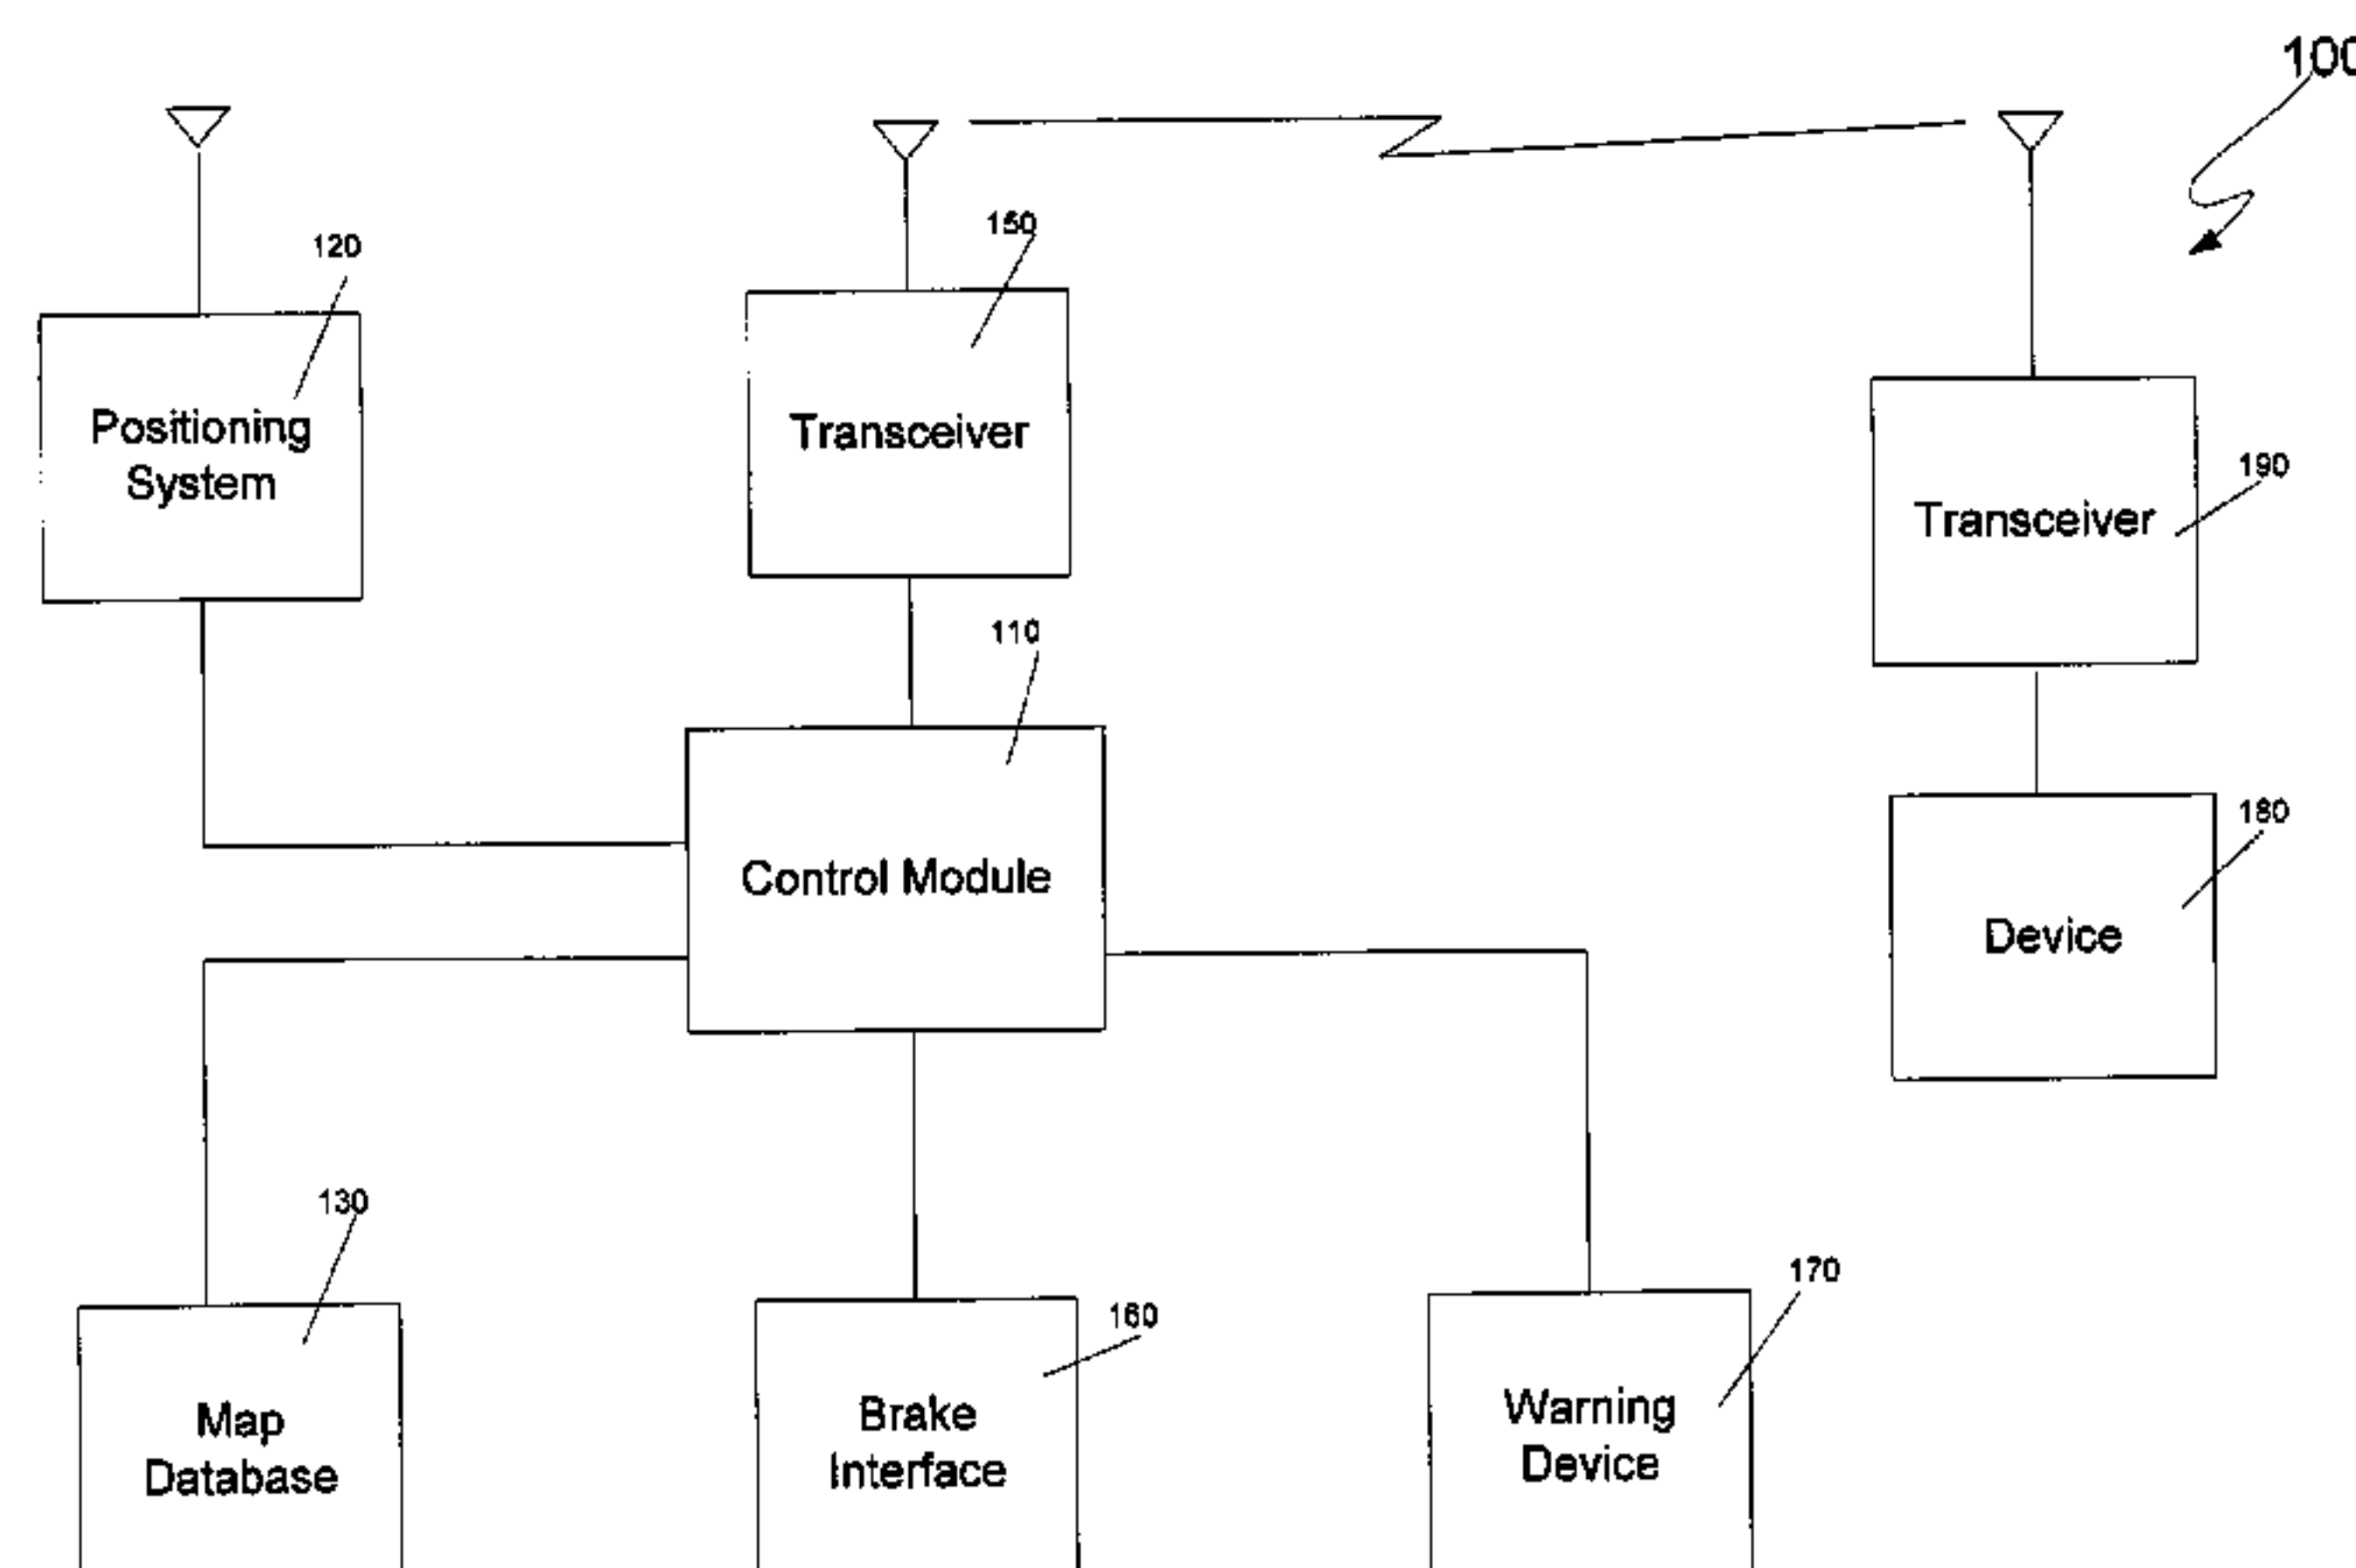 100
120
150
Positioning
System
Transceiver
190
Transceiver
110
180
Control Module
Device
130
170
160
Map
Database
Brake
Interface
Warning
Device